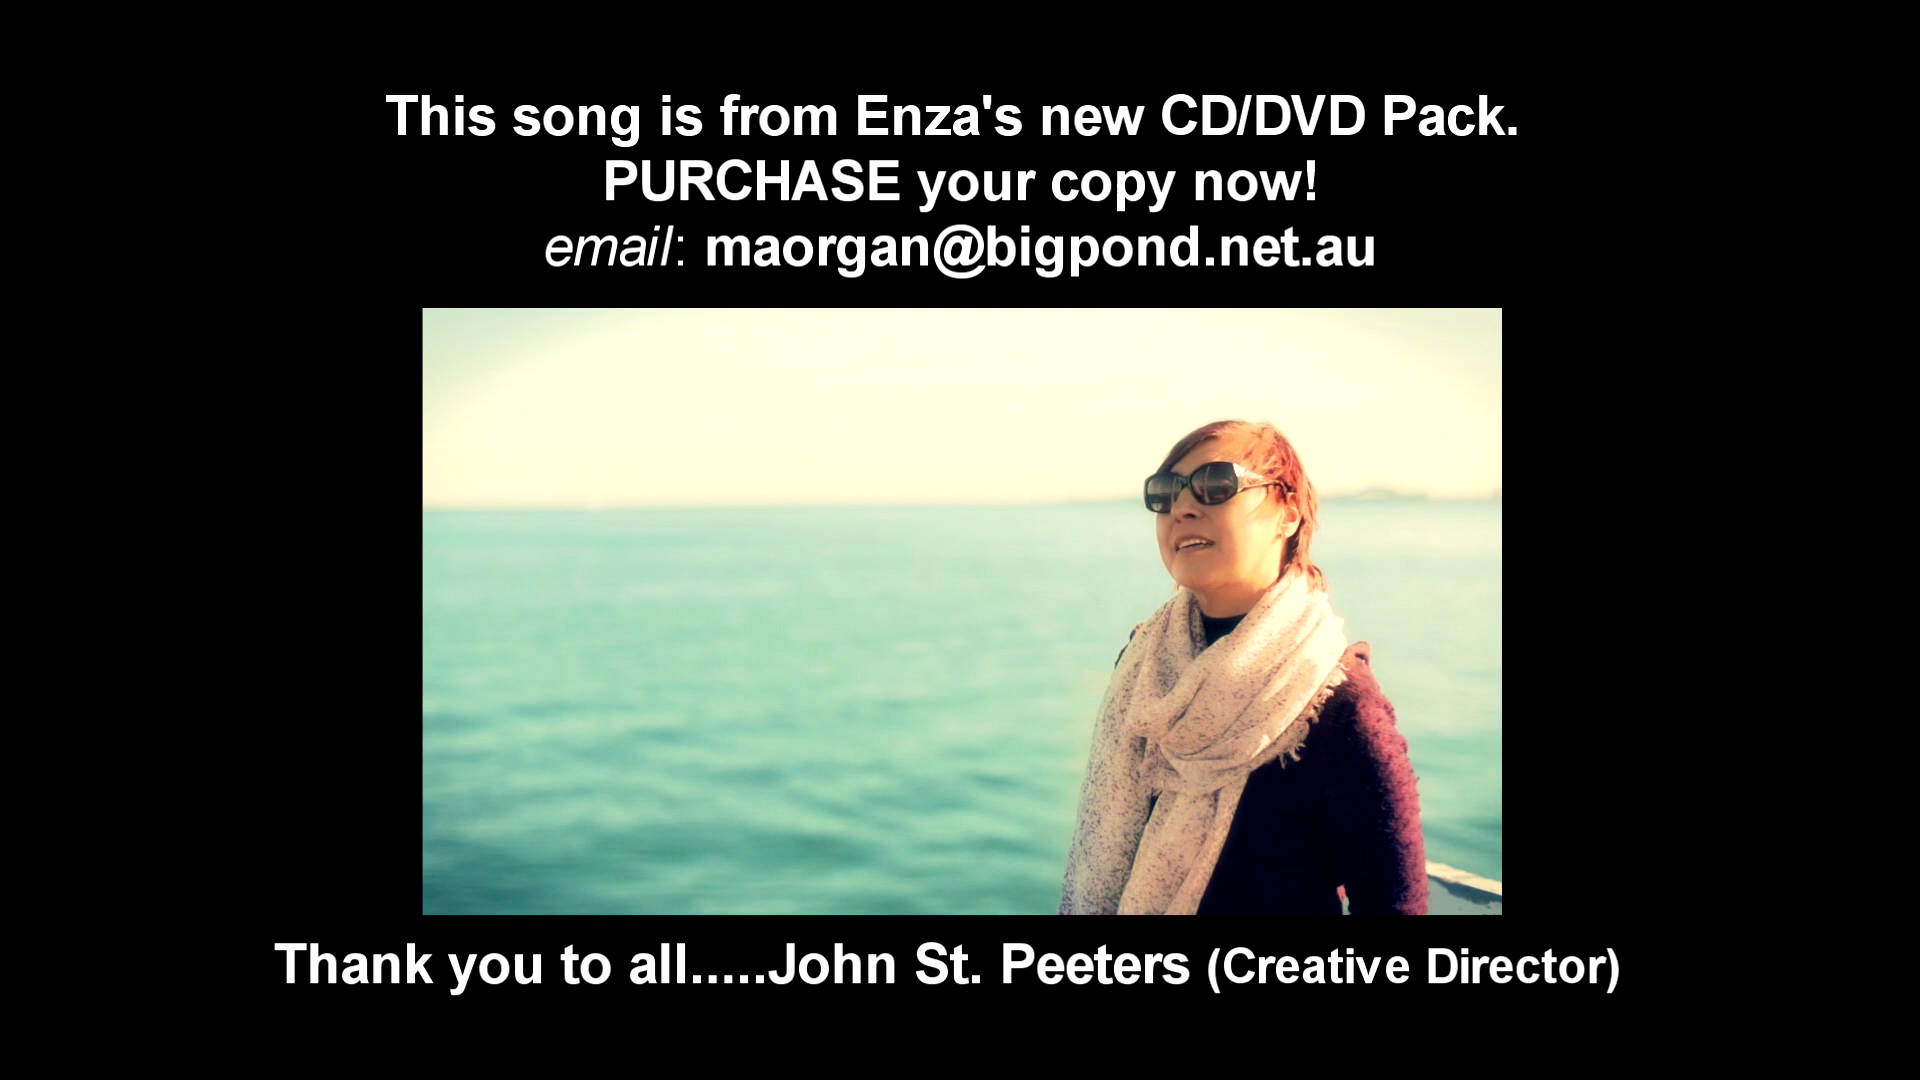 This song is from Enza's new CD/DVD Pack.
PURCHASE your copy now!
email: maorgan@bigpond.net.au
Thank you to all.....John St. Peeters (Creative Director)